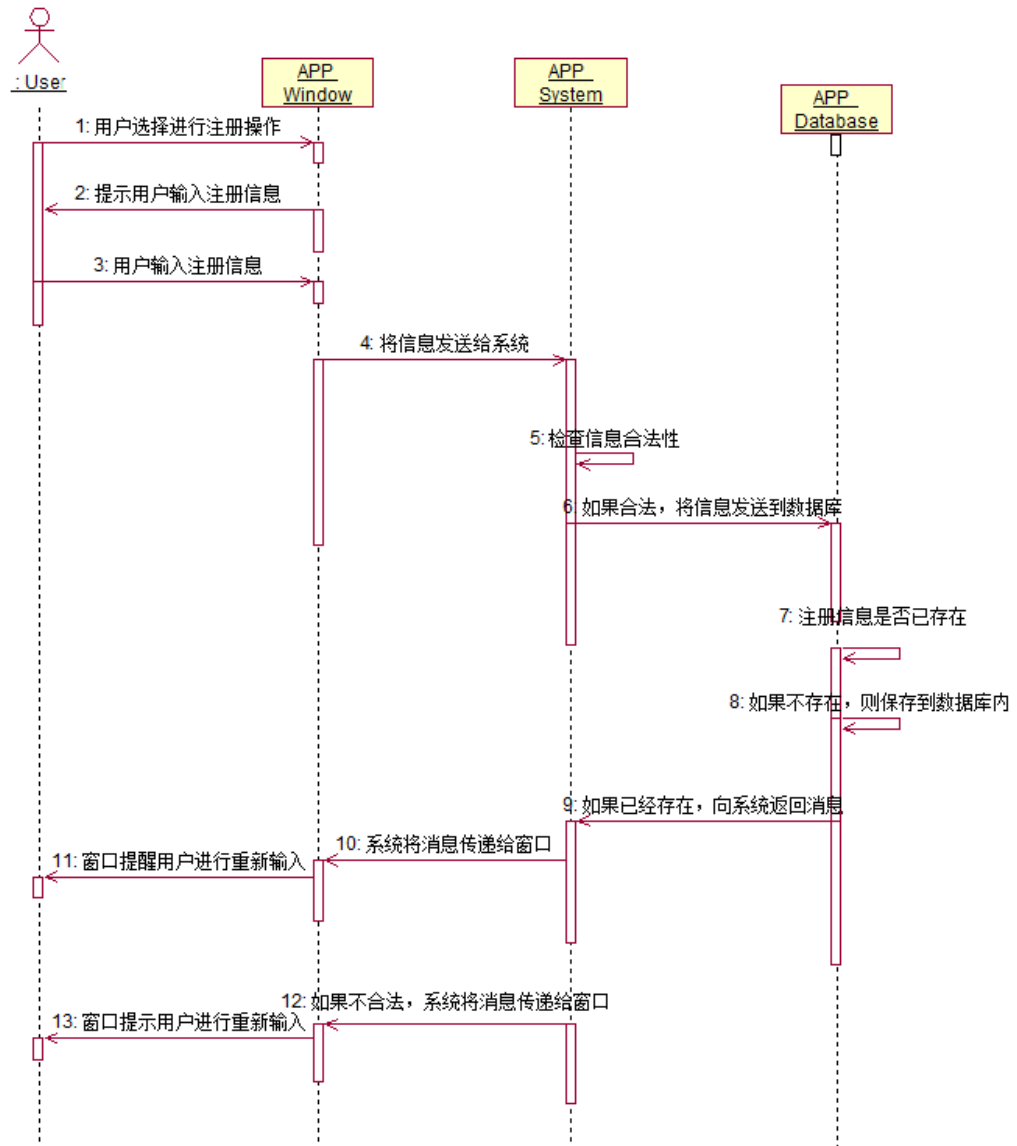 : User
APP
Window
APP
System
APP
Database
1: 用户选择进行注册操作
2: 提示用户输入注册信息
3: 用户输入注册信息
4: 将信息发送给系统
5: 检查信息合法性
6: 如果合法，将信息发送到数据库
7: 注册信息是否已存在
8: 如果不存在，则保存到数据库内
9: 如果已经存在，向系统返回消息
10: 系统将消息传递给窗口
11: 窗口提醒用户进行重新输入
12: 如果不合法，系统将消息传递给窗口
13: 窗口提示用户进行重新输入